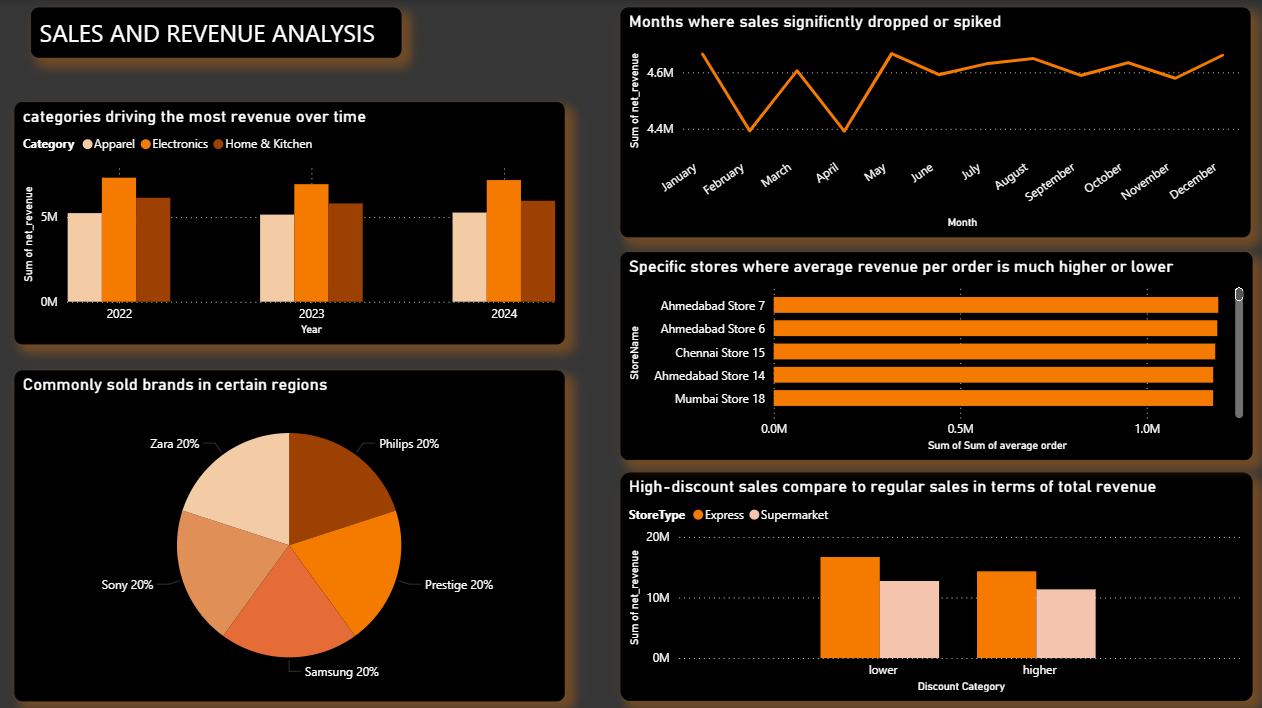 SALES AND REVENUE ANALYSIS
categories driving the most revenue over time
Category Apparel Electronics Home & Kitchen
Sum of net_revenue
5M
0M
2022 2023 2024
Year
Commonly sold brands in certain regions
Zara 20% Philips 20%
Sony 20% Prestige 20%
Samsung 20%
Months where sales significntly dropped or spiked
Sum of net_revenue
4.6M
4.4M
January February March April May June July August September October November December
Month
Specific stores where average revenue per order is much higher or lower
StoreName
Ahmedabad Store 7
Ahmedabad Store 6
Chennai Store 15
Ahmedabad Store 14
Mumbai Store 18
0.0M 0.5M 1.0M
Sum of Sum of average order
High-discount sales compare to regular sales in terms of total revenue
StoreType Express Supermarket
Sum of net_revenue
20M
10M
0M
lower higher
Discount Category